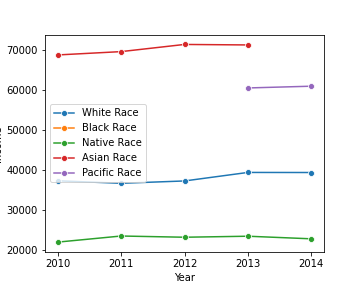 70000
60000
50000
40000
30000
20000
White Race
Black Race
Native Race
Asian Race
Pacific Race
2010 2011 2012 2013 2014
Year